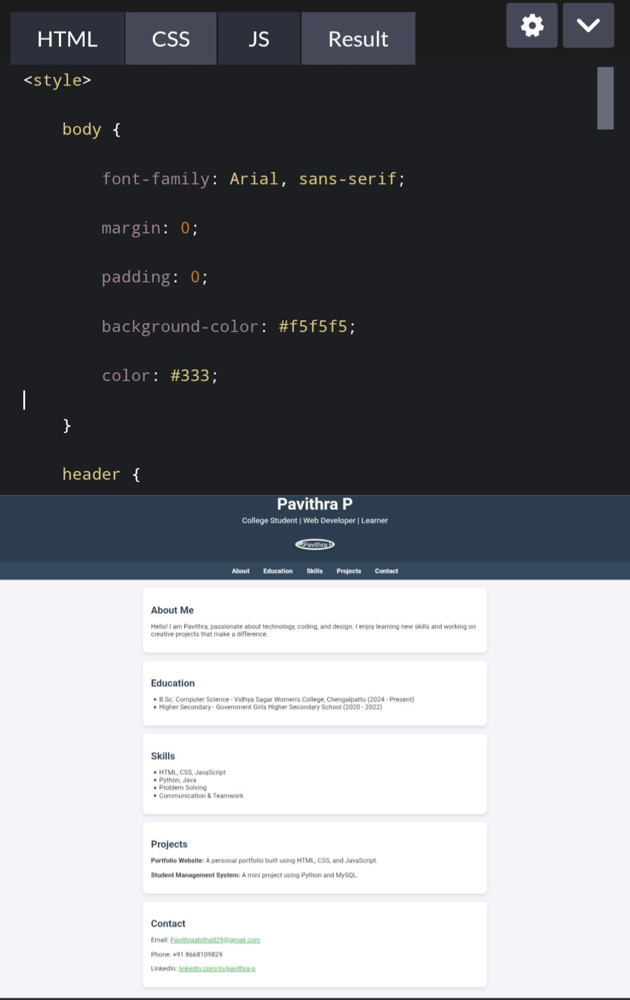 HTML CSS JS Result
<style>
body {
font-family: Arial, sans-serif;
margin: 0;
padding: 0;
background-color: #f5f5f5;
color: #333;
}
header {
Pavithra P
College Student | Web Developer | Learner
Pavithra P
About Education Skills Projects Contact
About Me
Hello! I am Pavithra, passionate about technology, coding, and design. I enjoy learning new skills and working on
creative projects that make a difference.
Education
▪ B.Sc. Computer Science - Vidhya Sagar Women's College, Chengalpattu (2024 - Present)
▪ Higher Secondary - Government Girls Higher Secondary School (2020 - 2022)
Skills
▪ HTML, CSS, JavaScript
▪ Python, Java
▪ Problem Solving
▪ Communication & Teamwork
Projects
Portfolio Website: A personal portfolio built using HTML, CSS, and JavaScript.
Student Management System: A mini project using Python and MySQL.
Contact
Email: Pavithraabitha029@gmail.com
Phone: +91 8668109829
LinkedIn: linkedin.com/in/pavithra-p